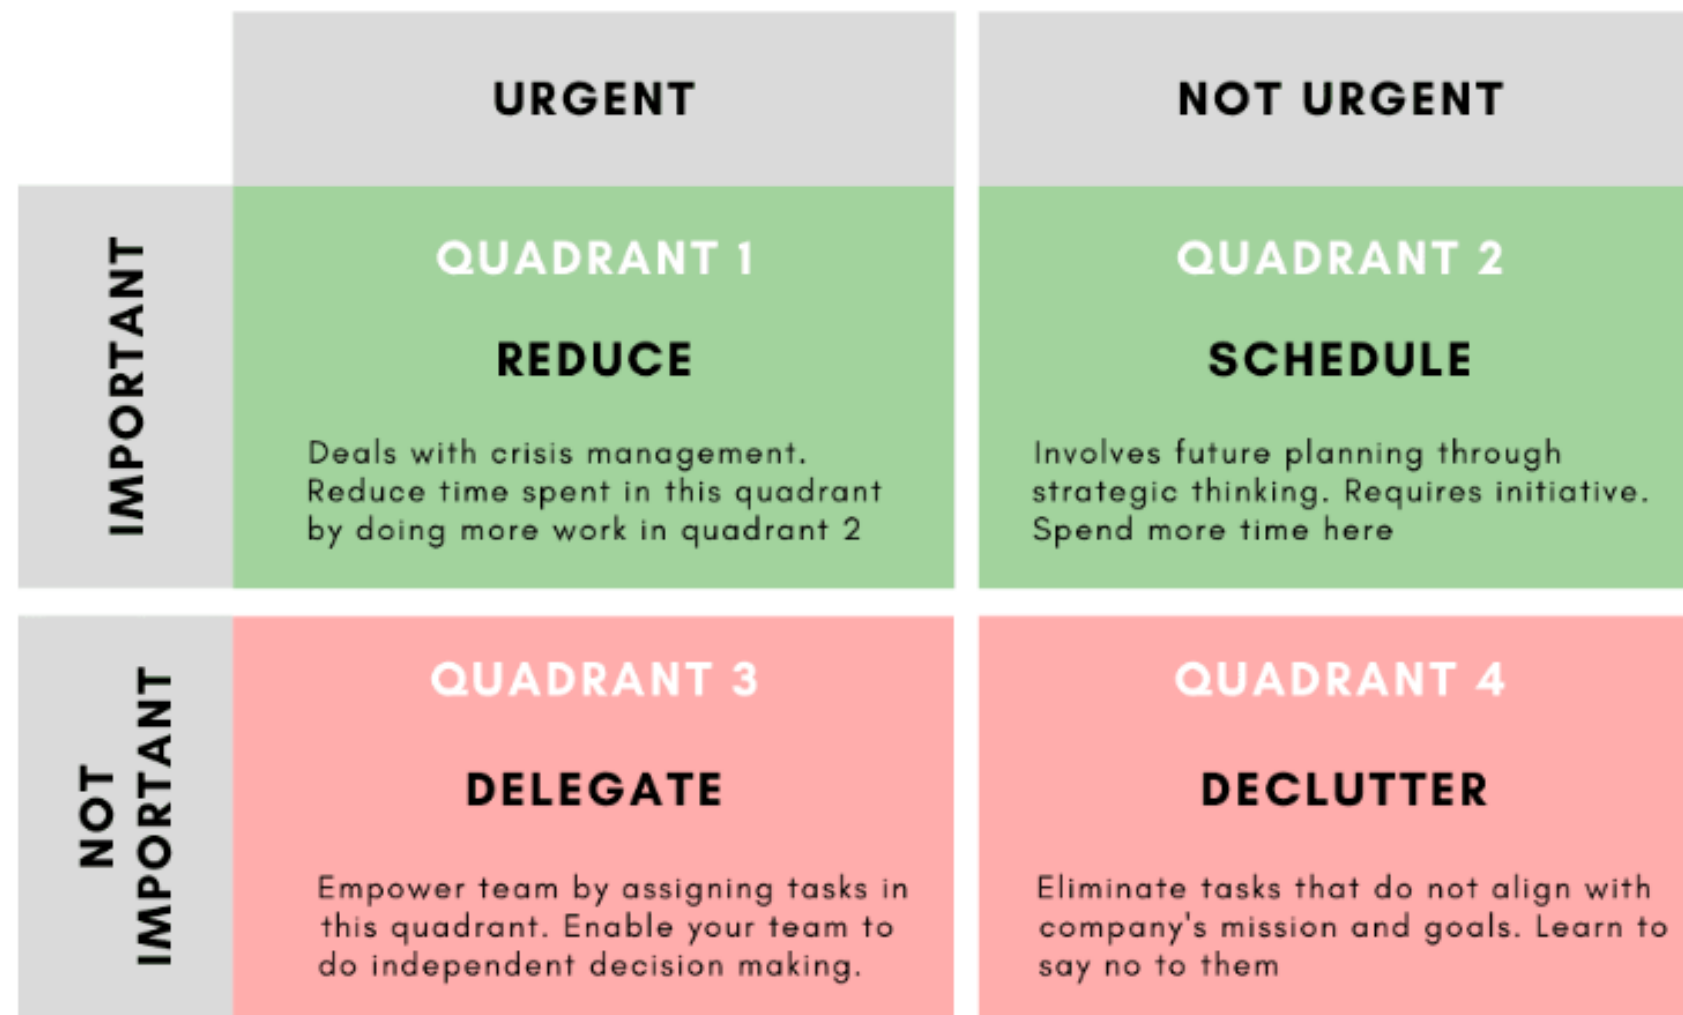 URGENT
NOT URGENT
IMPORTANT
QUADRANT 1
REDUCE
Deals with crisis management.
Reduce time spent in this quadrant
by doing more work in quadrant 2
QUADRANT 2
SCHEDULE
Involves future planning through
strategic thinking. Requires initiative.
Spend more time here
NOT
IMPORTANT
QUADRANT 3
DELEGATE
Empower team by assigning tasks in
this quadrant. Enable your team to
do independent decision making.
QUADRANT 4
DECLUTTER
Eliminate tasks that do not align with
company's mission and goals. Learn to
say no to them